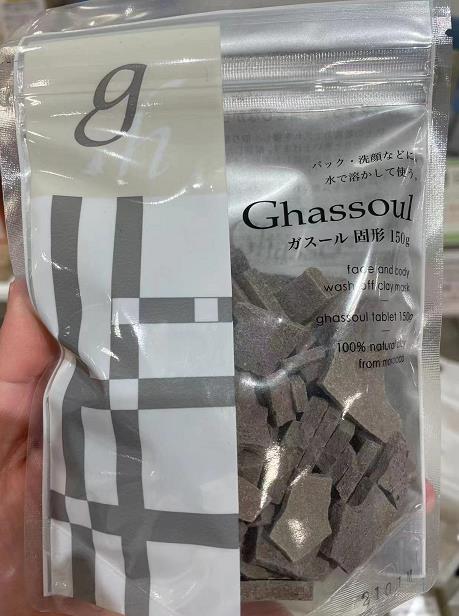 g
m
パック・洗顔などに、
水で溶かして使う。
Ghassoul
ガスール 固形 150g
face and body
wash off clay mask
ghassoul tablet 150g
100% natural clay
from morocco